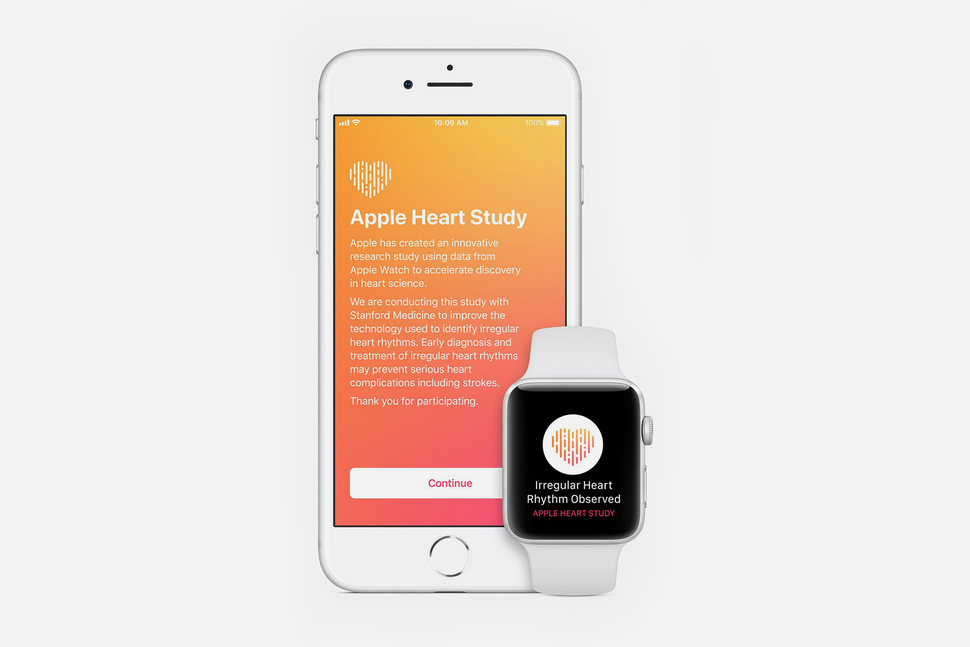 10:09 AM
100%
Apple Heart Study
Apple has created an innovative
research study using data from
Apple Watch to accelerate discovery
in heart science.
We are conducting this study with
Stanford Medicine to improve the
technology used to identify irregular
heart rhythms. Early diagnosis and
treatment of irregular heart rhythms
may prevent serious heart
complications including strokes.
Thank you for participating.
Continue
Irregular Heart
Rhythm Observed
APPLE HEART STUDY